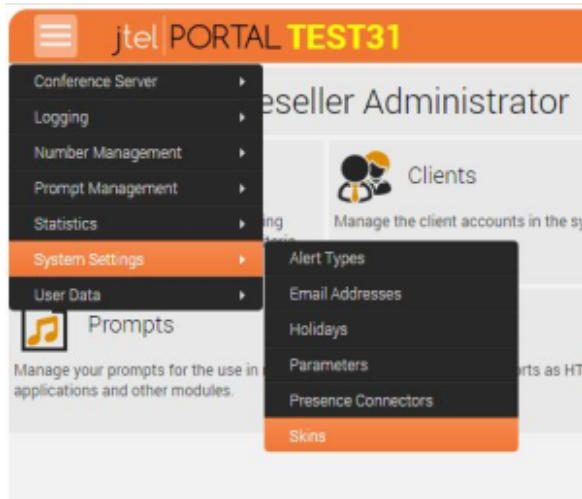 jtel PORTAL TEST31
eseller Administrator
Conference Server
Logging
Number Management
Prompt Management
Statistics
System Settings
User Data
Clients
ing
Manage the client accounts in the sy
Alert Types
Email Addresses
Holidays
Parameters
Presence Connectors
Skins
Prompts
Manage your prompts for the use in
applications and other modules.
orts as HT